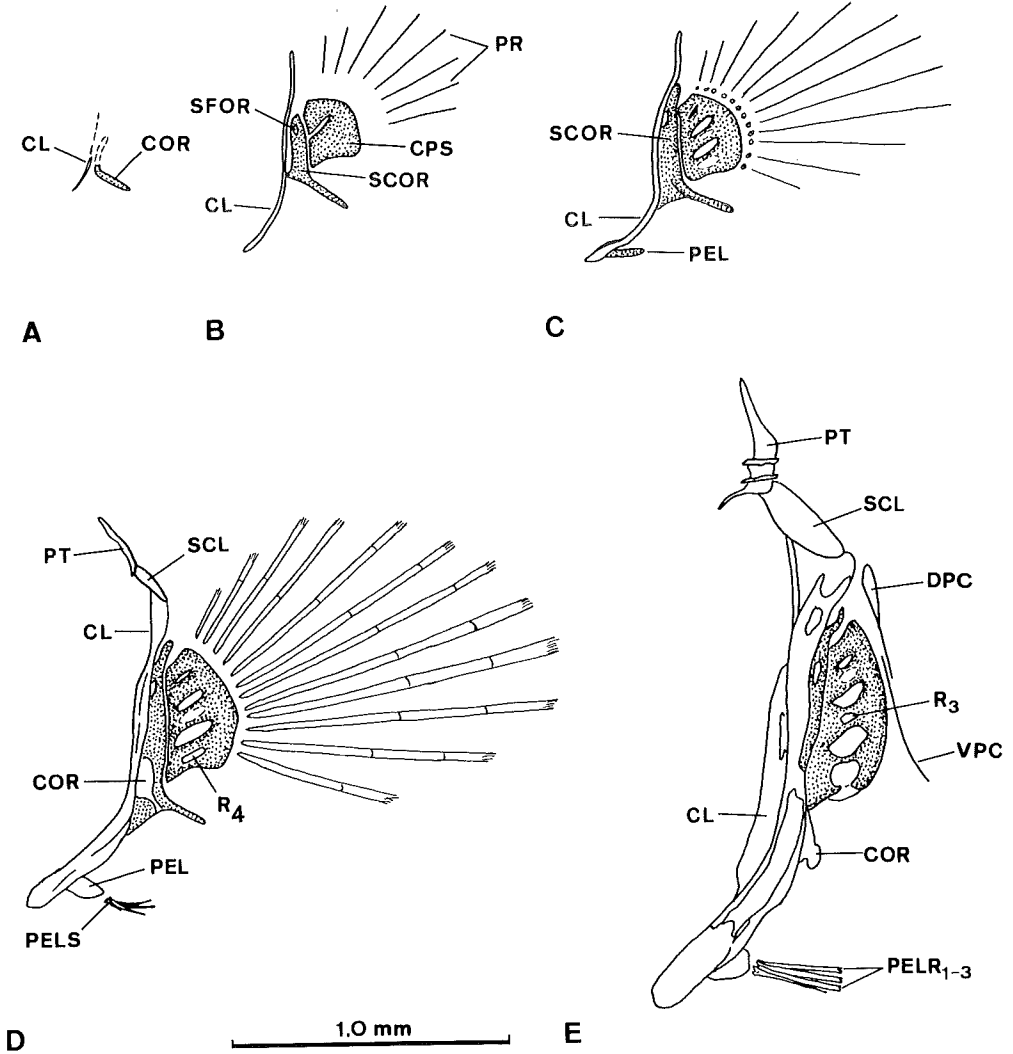 CL
COR
A
SFOR
PR
CPS
SCOR
CL
B
SCOR
CL
PEL
C
PT
SCL
CL
COR
R4
PEL
PELS
D
1.0 mm
PT
SCL
DPC
R3
VPC
CL
COR
PELR1-3
E